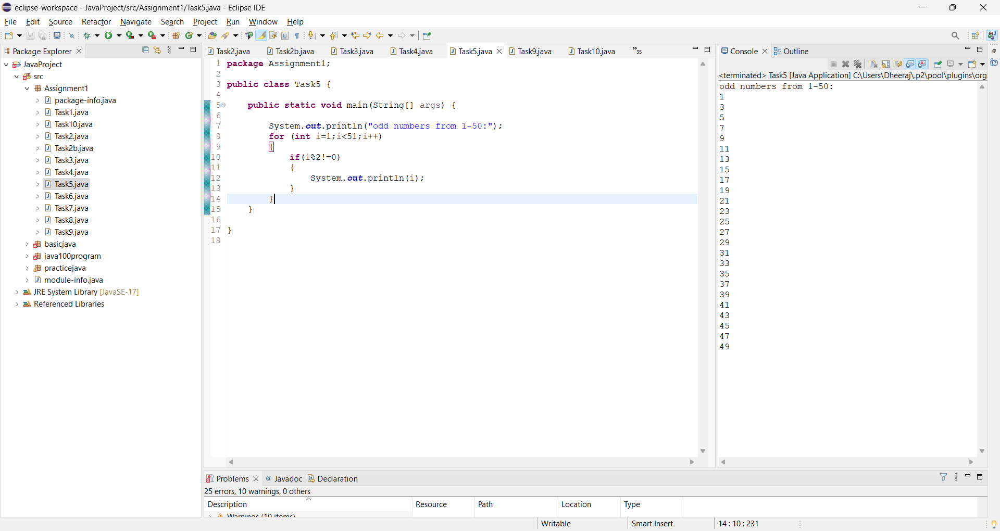 eclipse-workspace - JavaProject/src/Assignment1/Task5.java - Eclipse IDE
File Edit Source Refactor Navigate Search Project Run Window Help
Package Explorer
JavaProject
src
Assignment1
package-info.java
Task1.java
Task10.java
Task2.java
Task2b.java
Task3.java
Task4.java
Task5.java
Task6.java
Task7.java
Task8.java
Task9.java
basicjava
java100program
practicejava
module-info.java
JRE System Library [JavaSE-17]
Referenced Libraries
Task2.java Task2b.java Task3.java Task4.java Task5.java Task9.java Task10.java »35
1 package Assignment1;
2
3 public class Task5 {
4
5 public static void main(String[] args) {
6
7 System.out.println("odd numbers from 1-50:");
8 for (int i=1;i<51;i++)
9 {
10 if(i%2!=0)
11 {
12 System.out.println(i);
13 }
14 }
15 }
16
17 }
18
Console Outline
<terminated> Task5 [Java Application] C:\Users\Dheeraj\.p2\pool\plugins\org
odd numbers from 1-50:
1
3
5
7
9
11
13
15
17
19
21
23
25
27
29
31
33
35
37
39
41
43
45
47
49
Problems @ Javadoc Declaration
25 errors, 10 warnings, 0 others
Description Resource Path Location Type
Warnings (10 items)
Writable Smart Insert 14 : 10 : 231